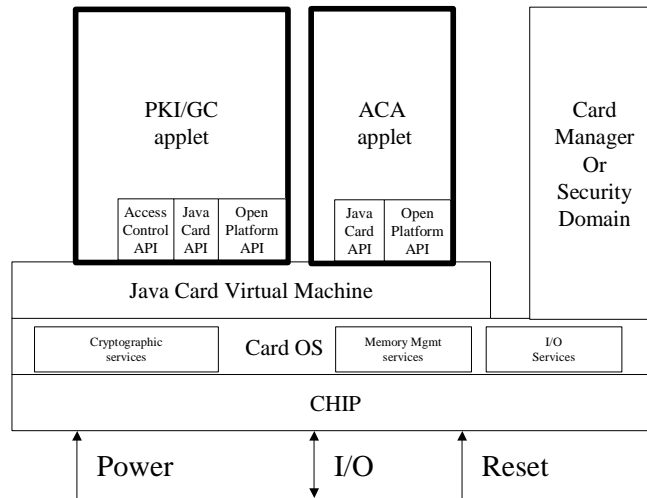 PKI/GC
applet
ACA
applet
Card
Manager
Or
Security
Domain
Access
Control
API
Java
Card
API
Open
Platform
API
Java
Card
API
Open
Platform
API
Java Card Virtual Machine
Cryptographic
services
Card OS
Memory Mgmt
services
I/O
Services
CHIP
Power
I/O
Reset